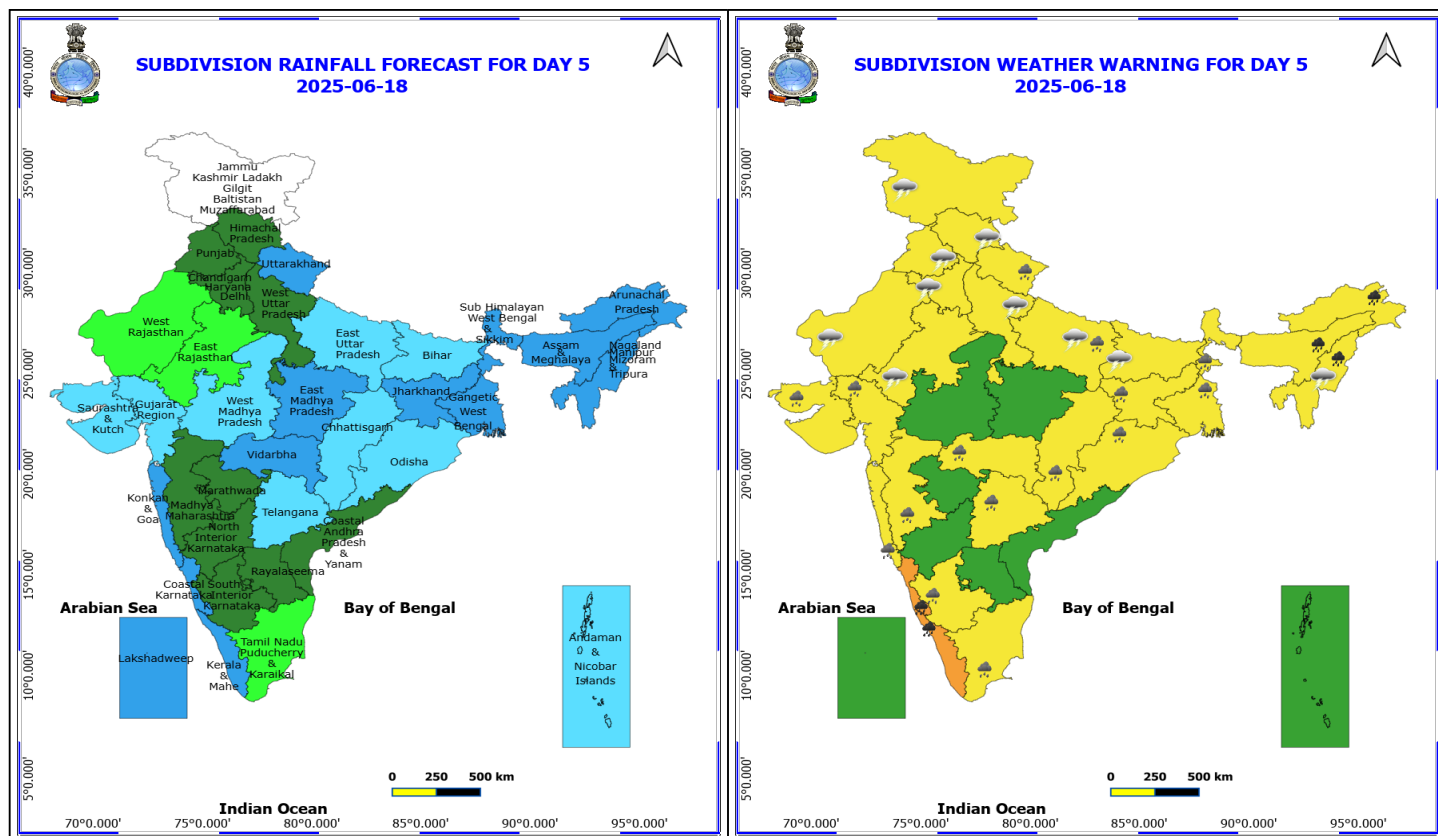 SUBDIVISION RAINFALL FORECAST FOR DAY 5
2025-06-18
40°0.000'
35°0.000'
30°0.000'
25°0.000'
20°0.000'
15°0.000'
10°0.000'
5°0.000'
Jammu
Kashmir Ladakh
Gilgit
Baltistan
Muzaffarabad
Himachal
Pradesh
Punjab
Uttarakhand
Chandigarh
Haryana
Delhi
West
Uttar
Pradesh
West
Rajasthan
East
Rajasthan
East
Uttar
Pradesh
Bihar
Sub Himalayan
West Bengal
&
Sikkim
Arunachal
Pradesh
Assam
&
Meghalaya
Nagaland
Manipur
Mizoram
&
Tripura
Saurashtra
&
Kutch
Gujarat
Region
West
Madhya
Pradesh
East
Madhya
Pradesh
Jharkhand
Gangetic
West
Bengal
Chhattisgarh
Vidarbha
Odisha
Konkan
&
Goa
Marathwada
Madhya
Maharashtra
North
Interior
Karnataka
Telangana
Coastal
Andhra
Pradesh
&
Yanam
Rayalaseema
Coastal
Karnataka
South
Interior
Karnataka
Arabian Sea
Bay of Bengal
Lakshadweep
Kerala
&
Mahe
Tamil Nadu
Puducherry
&
Karaikal
Andaman
&
Nicobar
Islands
0 250 500 km
Indian Ocean
70°0.000' 75°0.000' 80°0.000' 85°0.000' 90°0.000' 95°0.000'
SUBDIVISION WEATHER WARNING FOR DAY 5
2025-06-18
40°0.000'
35°0.000'
30°0.000'
25°0.000'
20°0.000'
15°0.000'
10°0.000'
5°0.000'
Arabian Sea
Bay of Bengal
0 250 500 km
Indian Ocean
70°0.000' 75°0.000' 80°0.000' 85°0.000' 90°0.000' 95°0.000'